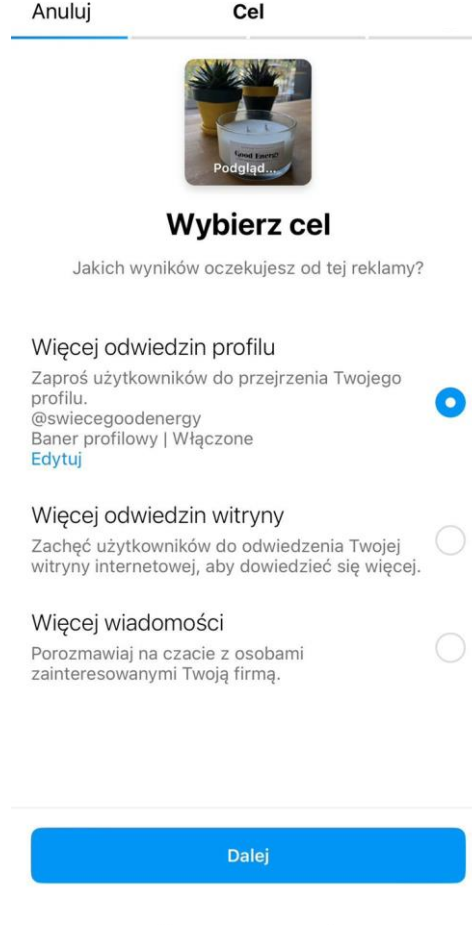 Anuluj Cel
Good Energy
Podgląd...
Wybierz cel
Jakich wyników oczekujesz od tej reklamy?
Więcej odwiedzin profilu
Zaproś użytkowników do przejrzenia Twojego
profilu.
@swiecegoodenergy
Baner profilowy | Włączone
Edytuj
Więcej odwiedzin witryny
Zachęć użytkowników do odwiedzenia Twojej
witryny internetowej, aby dowiedzieć się więcej.
Więcej wiadomości
Porozmawiaj na czacie z osobami
zainteresowanymi Twoją firmą.
Dalej